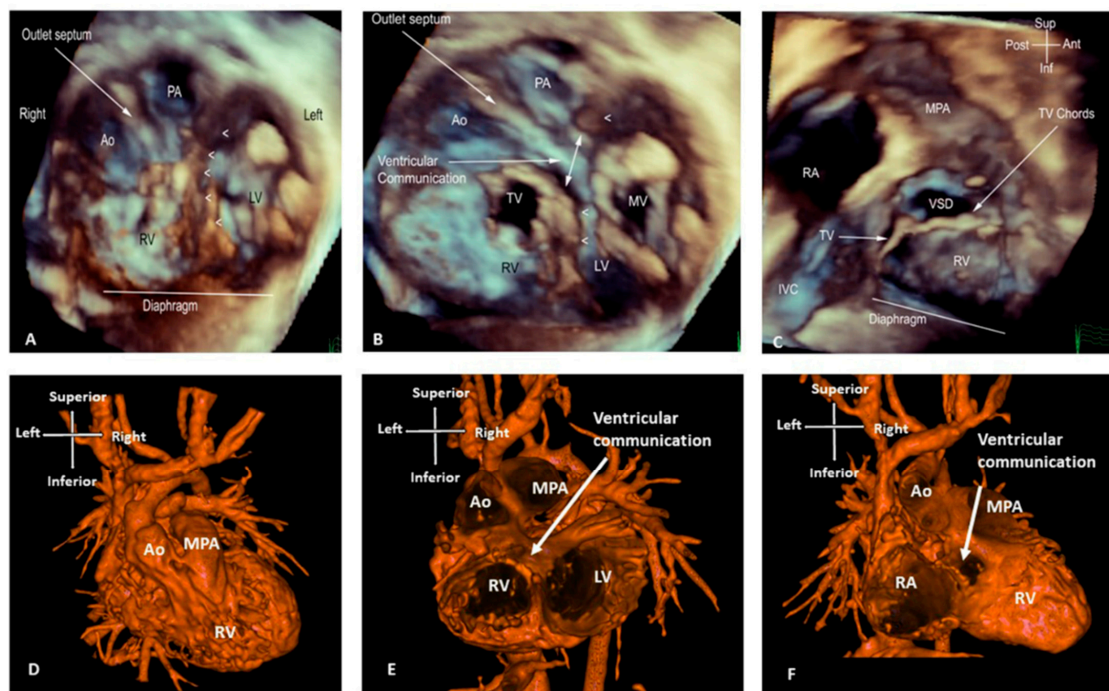 Outlet septum
PA
Right
Left
Ao
<
<
<
<
LV
<
RV
Diaphragm
A
Outlet septum
PA
<
Ao
Ventricular
Communication
TV
MV
<
<
RV
LV
B
Sup
Post
Ant
Inf
MPA
TV Chords
RA
VSD
TV
RV
IVC
Diaphragm
C
Superior
Left
Right
Inferior
Ao
MPA
RV
D
Superior
Left
Right
Inferior
Ventricular
communication
MPA
Ao
RV
LV
E
Superior
Left
Right
Inferior
Ventricular
communication
Ao
MPA
RA
RV
F